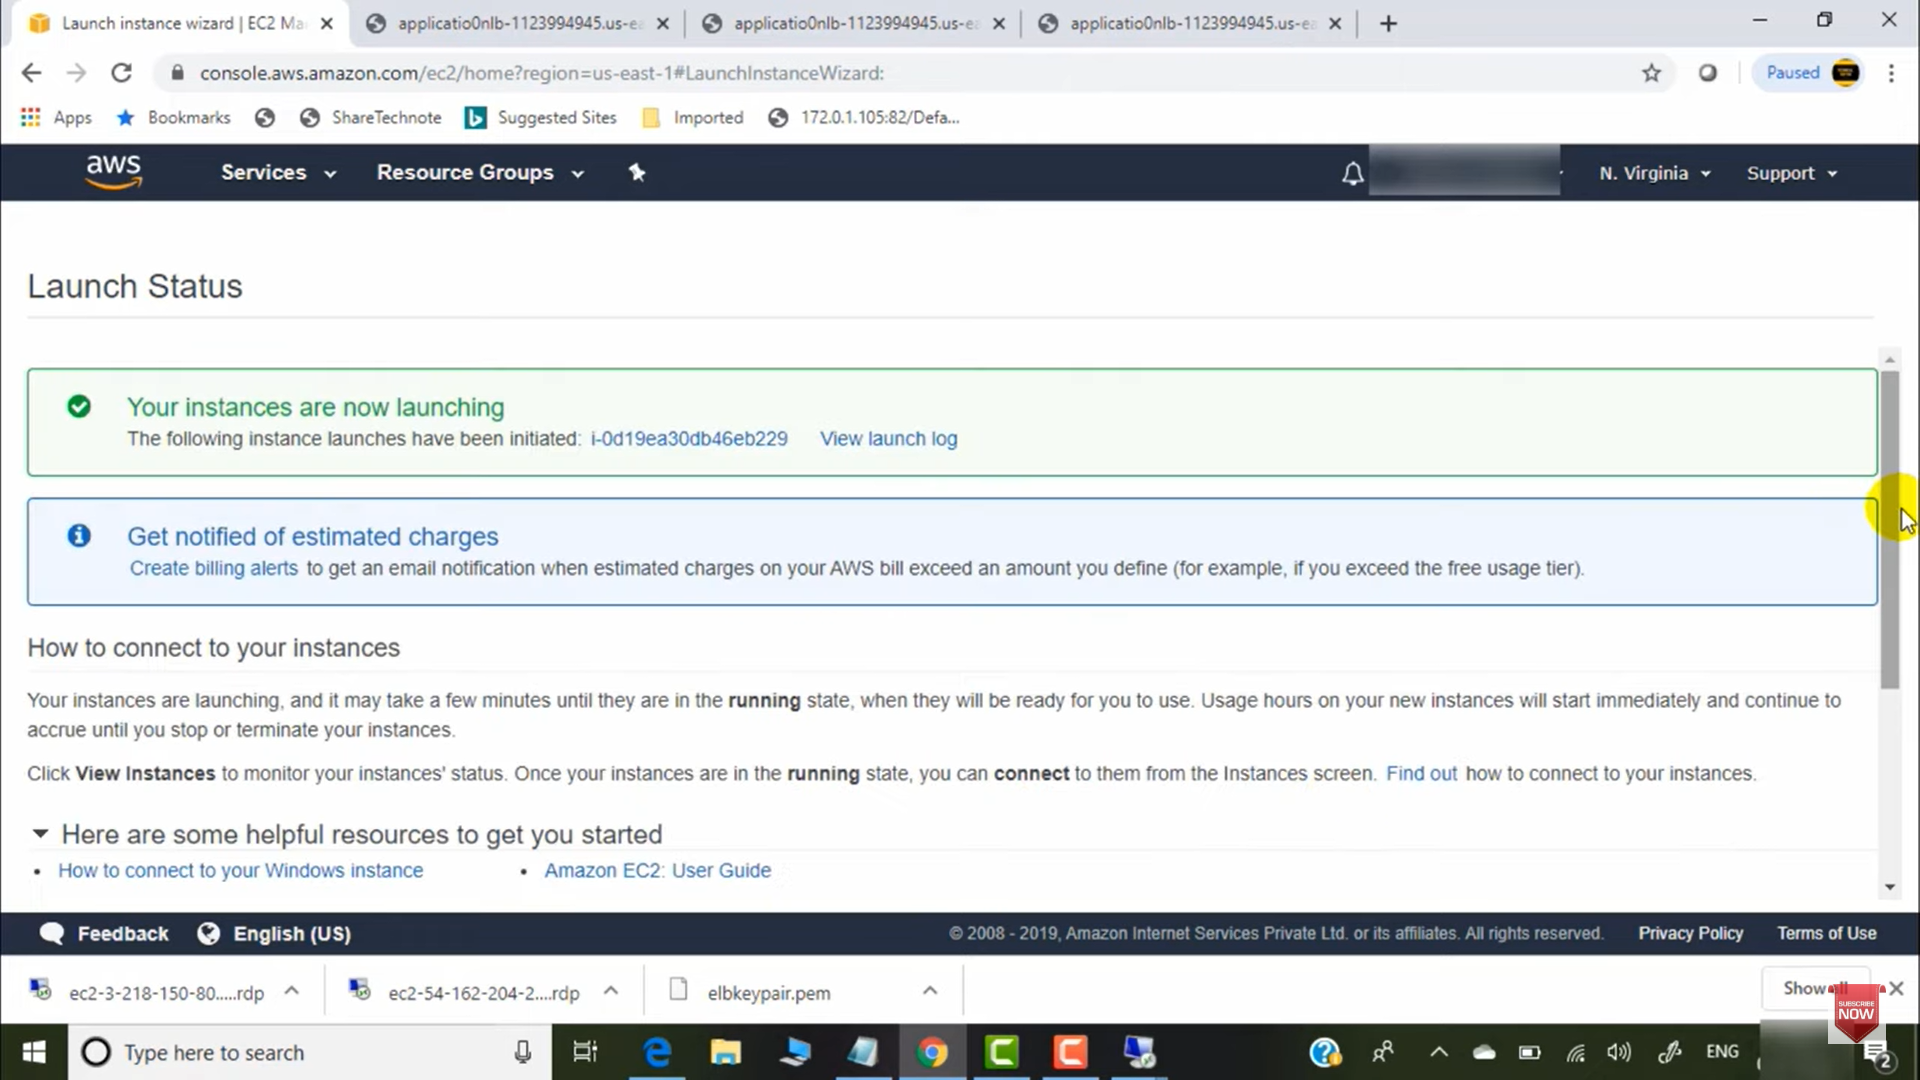 Launch instance wizard | EC2 Ma
applicatio0nlb-1123994945.us-ea
applicatio0nlb-1123994945.us-ea
applicatio0nlb-1123994945.us-ea
console.aws.amazon.com/ec2/home?region=us-east-1#LaunchInstanceWizard:
Paused
Apps
Bookmarks
ShareTechnote
Suggested Sites
Imported
172.0.1.105:82/Defa...
aws
Services
Resource Groups
N. Virginia
Support
Launch Status
Your instances are now launching
The following instance launches have been initiated: i-0d19ea30db46eb229 View launch log
Get notified of estimated charges
Create billing alerts to get an email notification when estimated charges on your AWS bill exceed an amount you define (for example, if you exceed the free usage tier).
How to connect to your instances
Your instances are launching, and it may take a few minutes until they are in the running state, when they will be ready for you to use. Usage hours on your new instances will start immediately and continue to
accrue until you stop or terminate your instances.
Click View Instances to monitor your instances' status. Once your instances are in the running state, you can connect to them from the Instances screen. Find out how to connect to your instances.
Here are some helpful resources to get you started
• How to connect to your Windows instance
• Amazon EC2: User Guide
Feedback
English (US)
© 2008 - 2019, Amazon Internet Services Private Ltd. or its affiliates. All rights reserved.
Privacy Policy
Terms of Use
ec2-3-218-150-80.....rdp
ec2-54-162-204-2....rdp
elbkeypair.pem
Show all
SUBSCRIBE
NOW
Type here to search
ENG
2